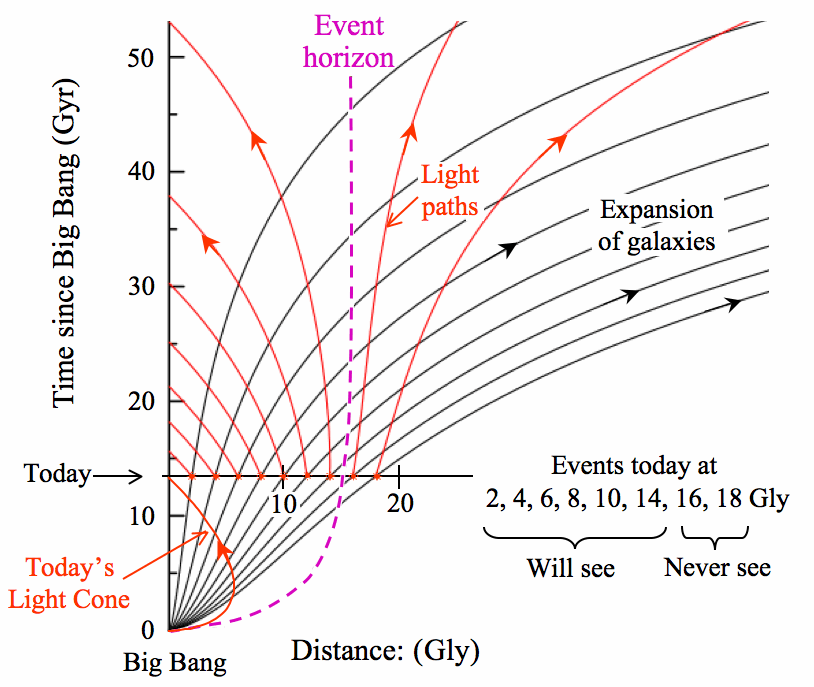 Event
horizon
50
40
30
20
10
0
Time since Big Bang (Gyr)
Light
paths
Expansion
of galaxies
Today
10
20
Events today at
2, 4, 6, 8, 10, 14, 16, 18 Gly
Will see
Never see
Today's
Light Cone
Big Bang
Distance: (Gly)